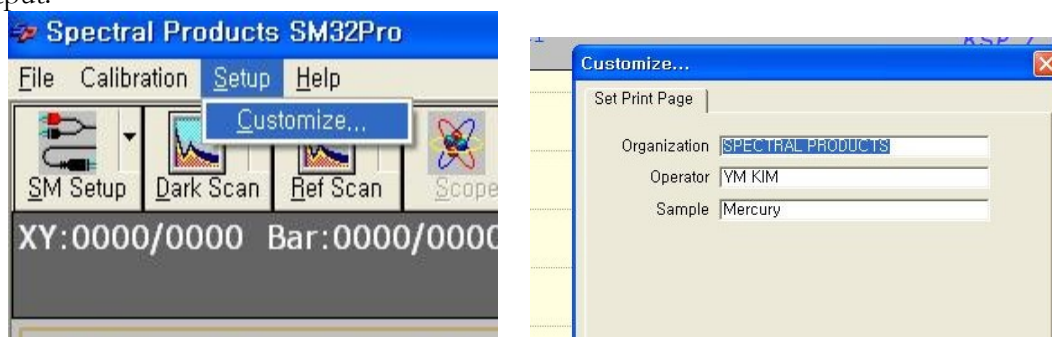 Spectral Products SM32Pro
File Calibration Setup Help
Customize...
SM Setup Dark Scan Ref Scan Scope
XY:0000/0000 Bar:0000/0000
Customize...
Set Print Page
Organization SPECTRAL PRODUCTS
Operator YM KIM
Sample Mercury